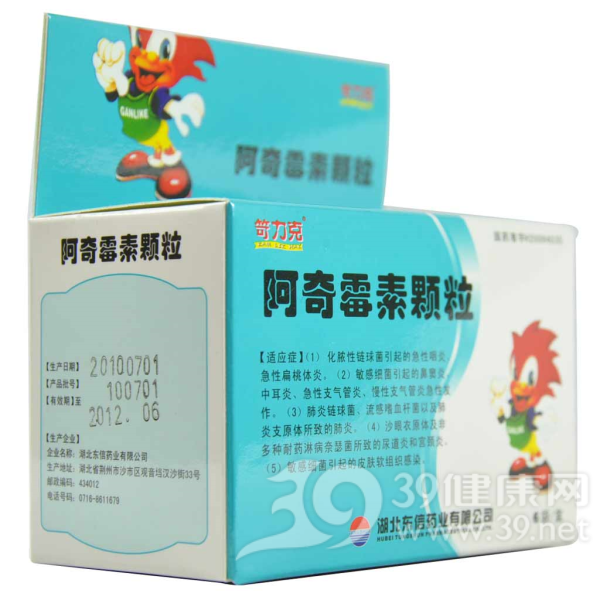 GANLIKE
阿奇霉素颗粒
竒力克®
阿奇霉素颗粒
阿奇霉素颗粒
【适应症】(1) 化脓性链球菌引起的急性咽炎
急性扁桃体炎。(2) 敏感细菌引起的鼻窦炎
中耳炎、急性支气管炎、慢性支气管炎急性发
作。(3) 肺炎链球菌、流感嗜血杆菌以及肺
炎支原体所致的肺炎。(4) 沙眼衣原体及非
多种耐药淋病奈瑟菌所致的尿道炎和宫颈炎。
(5) 敏感细菌引起的皮肤软组织感染。
【生产日期】 20100701
【产品批号】 100701
【有效期】至 2012.06
【生产企业】
企业名称：湖北东信药业有限公司
生产地址：湖北省荆州市沙市区观音垱汉沙街33号
邮政编码：434012
电话号码：0716-8611679
湖北东信药业有限公司
39健康网
www.39.net